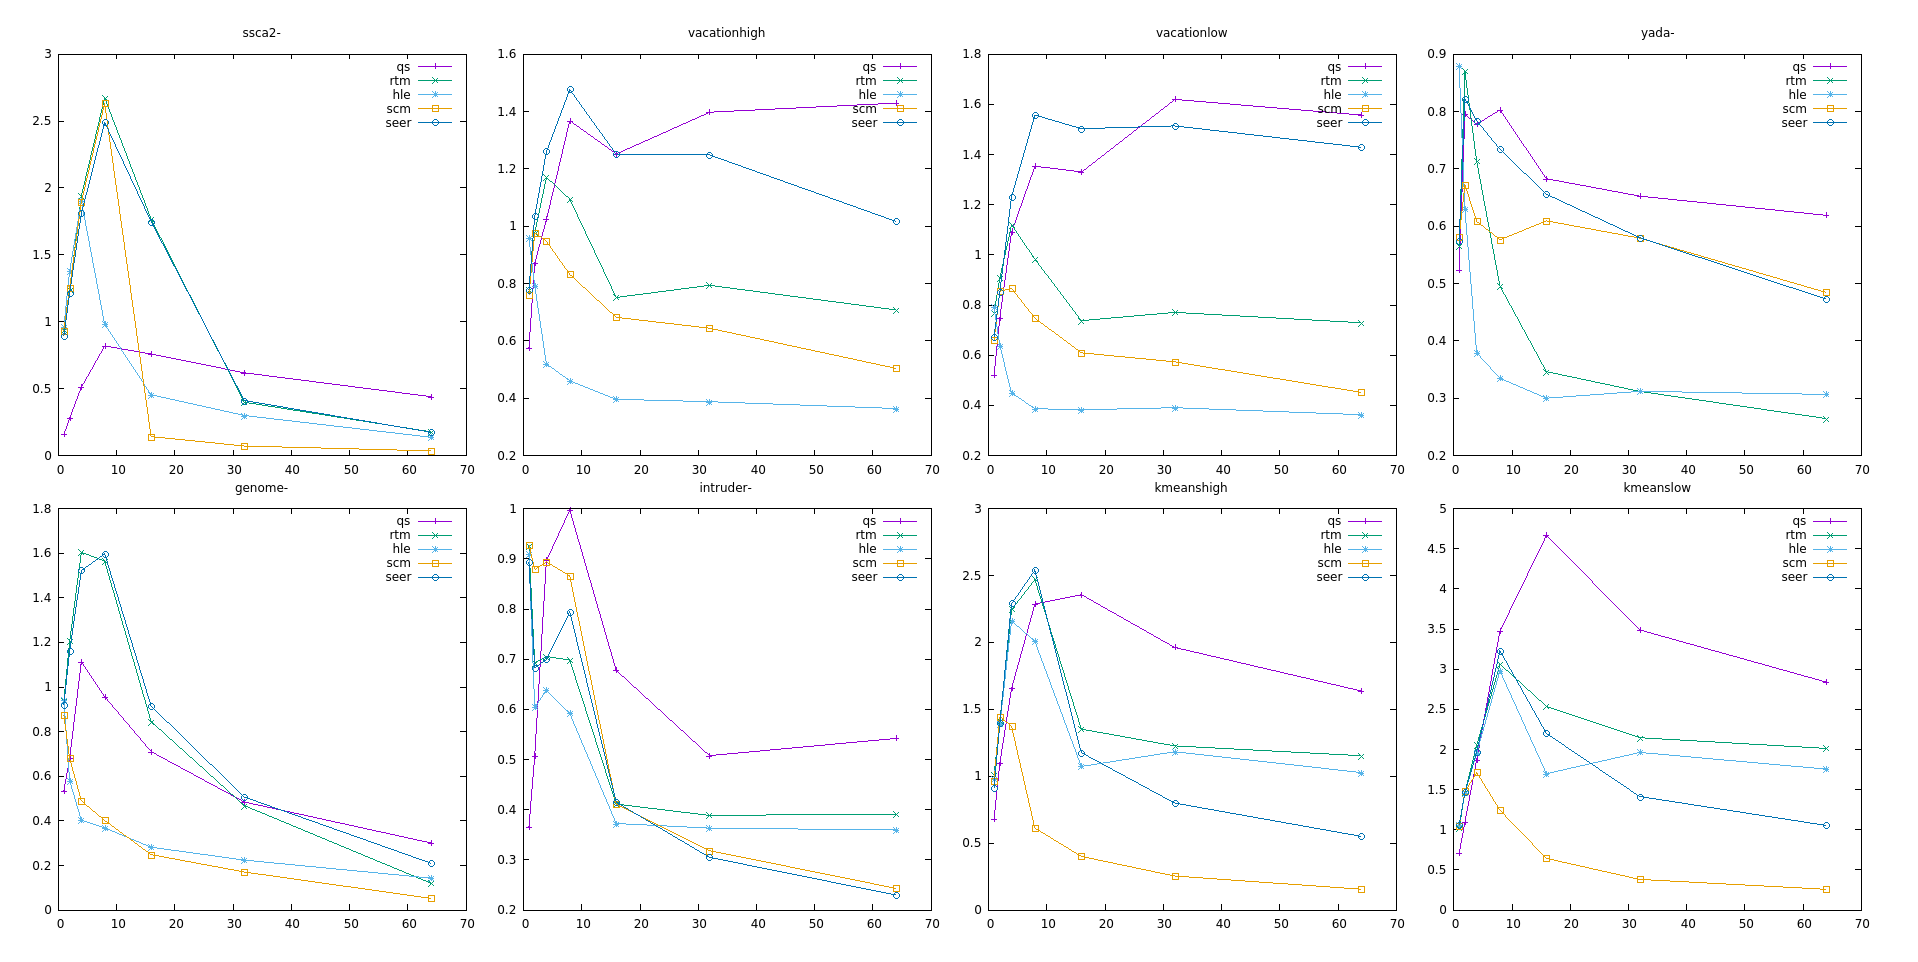 ssca2-
qs
rtm
hle
scm
seer
3
2.5
2
1.5
1
0.5
0
0 10 20 30 40 50 60 70
vacationhigh
qs
rtm
hle
scm
seer
1.6
1.4
1.2
1
0.8
0.6
0.4
0.2
0 10 20 30 40 50 60 70
vacationlow
qs
rtm
hle
scm
seer
1.8
1.6
1.4
1.2
1
0.8
0.6
0.4
0.2
0 10 20 30 40 50 60 70
yada-
qs
rtm
hle
scm
seer
0.9
0.8
0.7
0.6
0.5
0.4
0.3
0.2
0 10 20 30 40 50 60 70
genome-
qs
rtm
hle
scm
seer
1.8
1.6
1.4
1.2
1
0.8
0.6
0.4
0.2
0
0 10 20 30 40 50 60 70
intruder-
qs
rtm
hle
scm
seer
1
0.9
0.8
0.7
0.6
0.5
0.4
0.3
0.2
0 10 20 30 40 50 60 70
kmeanshigh
qs
rtm
hle
scm
seer
3
2.5
2
1.5
1
0.5
0
0 10 20 30 40 50 60 70
kmeanslow
qs
rtm
hle
scm
seer
5
4.5
4
3.5
3
2.5
2
1.5
1
0.5
0
0 10 20 30 40 50 60 70